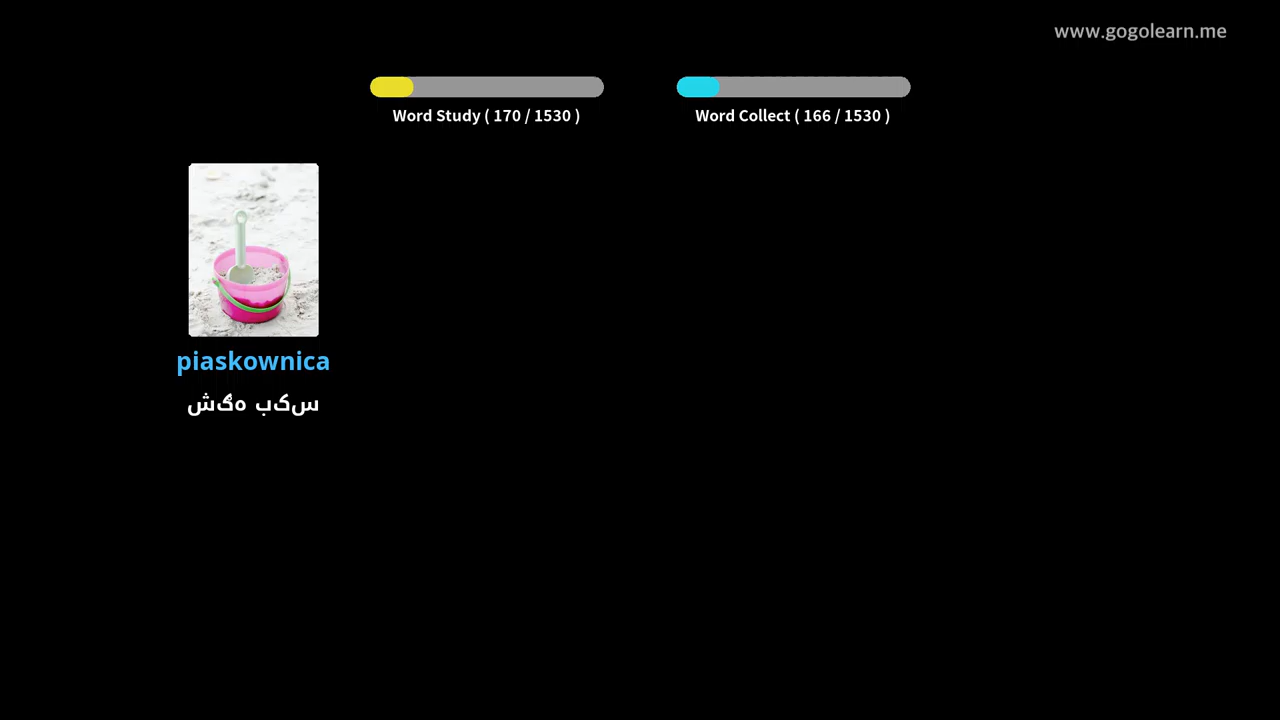 www.gogolearn.me
Word Study ( 170 / 1530 )
Word Collect ( 166 / 1530 )
piaskownica
سکب هگش